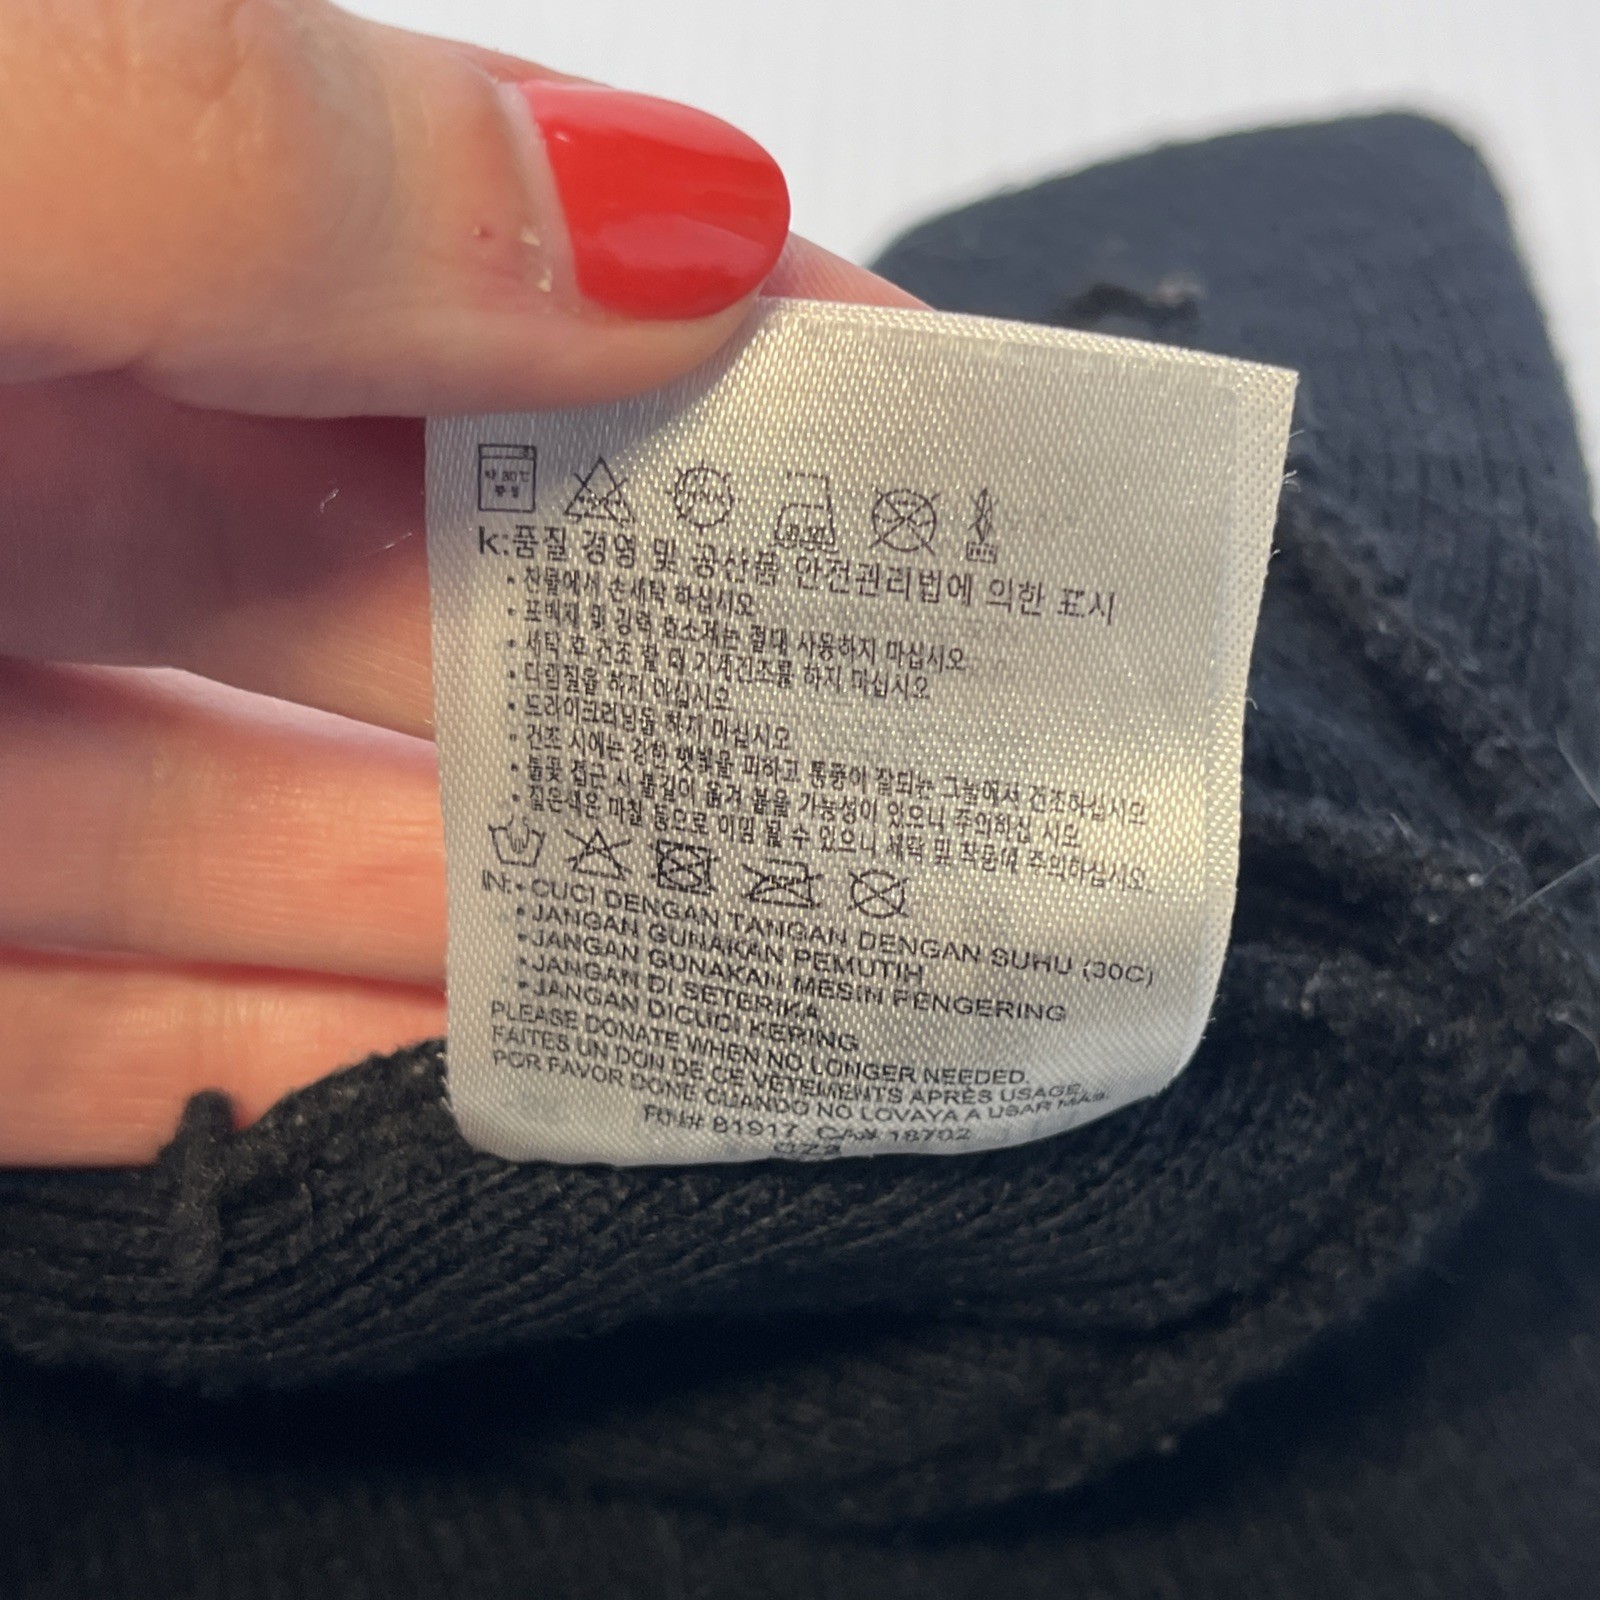 약 30℃
중성
k:품질 경영 및 공산품 안전관리법에 의한 표시
• 찬물에서 손세탁 하십시오
• 표백제 및 강력 효소제는 절대 사용하지 마십시오
• 세탁 후 건조 할 때 기계건조를 하지 마십시오
• 다림질을 하지 마십시오
• 드라이크리닝을 하지 마십시오
• 건조 시에는 강한 햇빛을 피하고 통풍이 잘되는 그늘에서 건조하십시오
• 불꽃 접근 시 불길이 옮겨 붙을 가능성이 있으니 주의하십 시오
• 짙은색은 마찰 등으로 이염 될 수 있으니 세탁 및 착용에 주의하십시오.
IN:• CUCI DENGAN TANGAN DENGAN SUHU (30C)
• JANGAN GUNAKAN PEMUTIH
• JANGAN GUNAKAN MESIN PENGERING
• JANGAN DI SETERIKA
• JANGAN DICUCI KERING
PLEASE DONATE WHEN NO LONGER NEEDED.
FAITES UN DON DE CE VETEMENTS APRÈS USAGE.
POR FAVOR DONE CUANDO NO LOVAYA A USAR MAS.
RN# 81917 CA# 18702